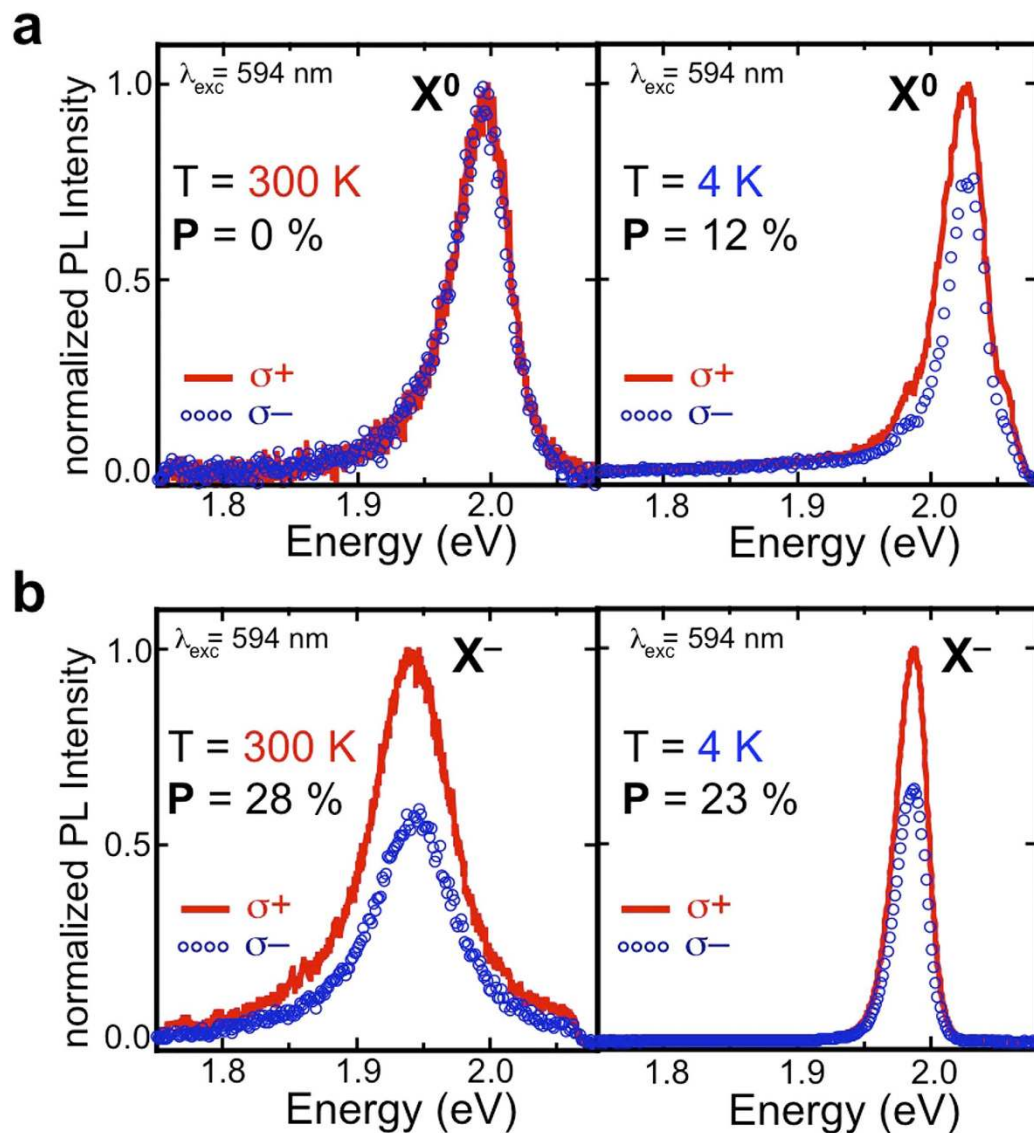 a
normalized PL Intensity
1.0
0.5
0.0
λexc= 594 nm
X⁰
T = 300 K
P = 0 %
σ+
σ−
1.8 1.9 2.0
Energy (eV)
λexc= 594 nm
X⁰
T = 4 K
P = 12 %
σ+
σ−
1.8 1.9 2.0
Energy (eV)
b
normalized PL Intensity
1.0
0.5
0.0
λexc= 594 nm
X⁻
T = 300 K
P = 28 %
σ+
σ−
1.8 1.9 2.0
Energy (eV)
λexc= 594 nm
X⁻
T = 4 K
P = 23 %
σ+
σ−
1.8 1.9 2.0
Energy (eV)